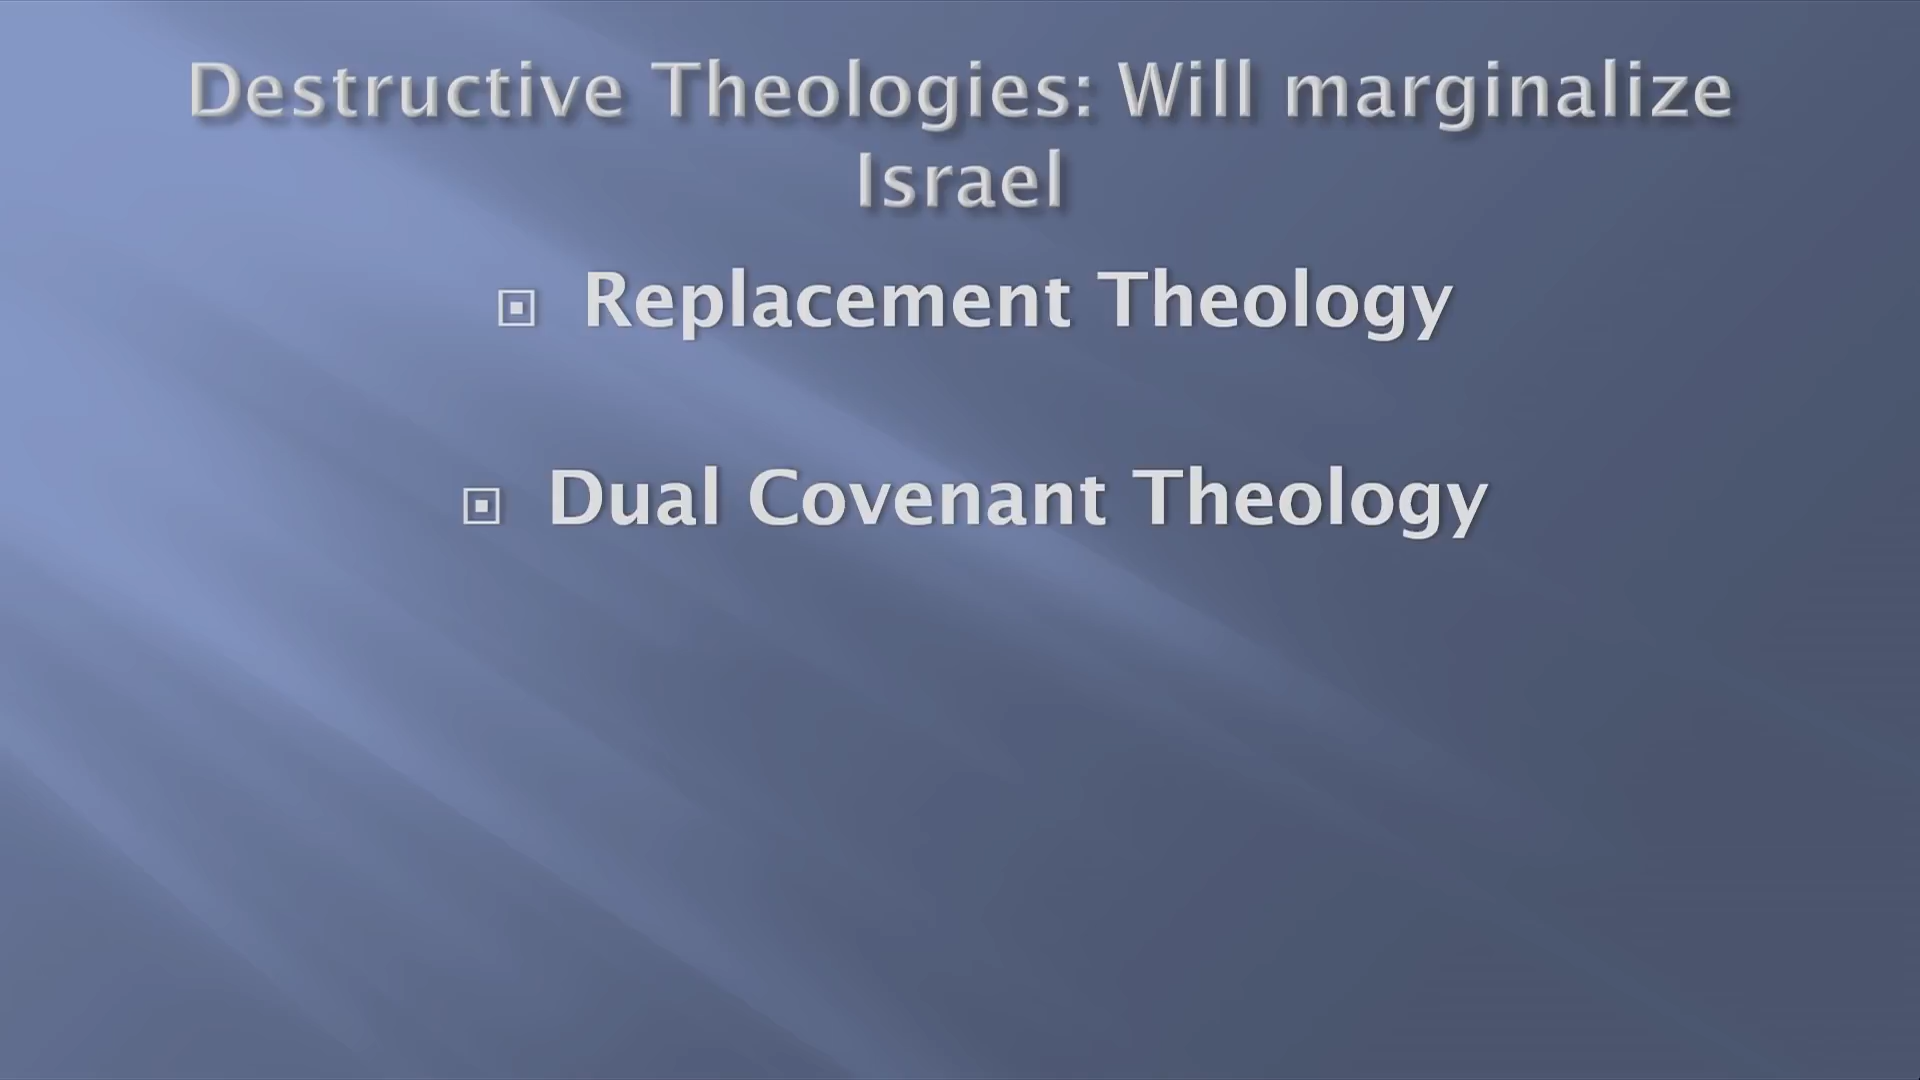 Destructive Theologies: Will marginalize
Israel
Replacement Theology
Dual Covenant Theology